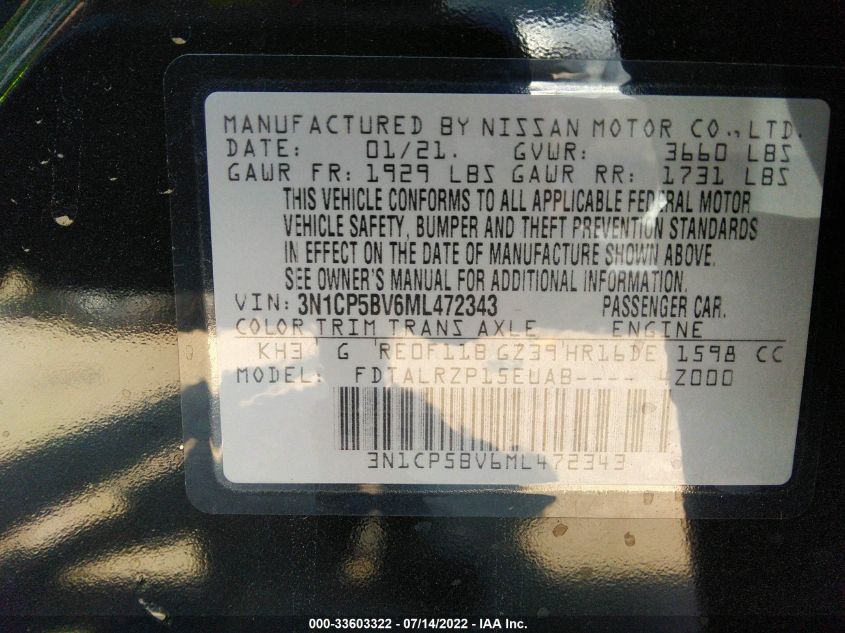 MANUFACTURED BY NISSAN MOTOR CO., LTD.
DATE: 01/21. GVWR: 3660 LBS
GAWR FR: 1929 LBS GAWR RR: 1731 LBS
THIS VEHICLE CONFORMS TO ALL APPLICABLE FEDERAL MOTOR
VEHICLE SAFETY, BUMPER AND THEFT PREVENTION STANDARDS
IN EFFECT ON THE DATE OF MANUFACTURE SHOWN ABOVE.
SEE OWNER'S MANUAL FOR ADDITIONAL INFORMATION.
VIN: 3N1CP5BV6ML472343 PASSENGER CAR.
COLOR TRIM TRANS AXLE ENGINE
KH3 G RE0F11B GZ39 HR16DE 1598 CC
MODEL: FDTALRZP15EUAB---- 4Z000
3N1CP5BV6ML472343
000-33603322 - 07/14/2022 - IAA Inc.